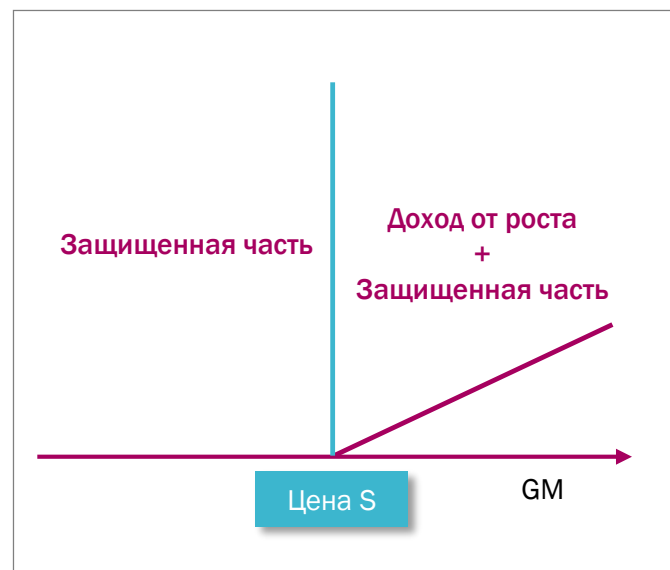 Защищенная часть
Доход от роста
+
Защищенная часть
Цена S
GM